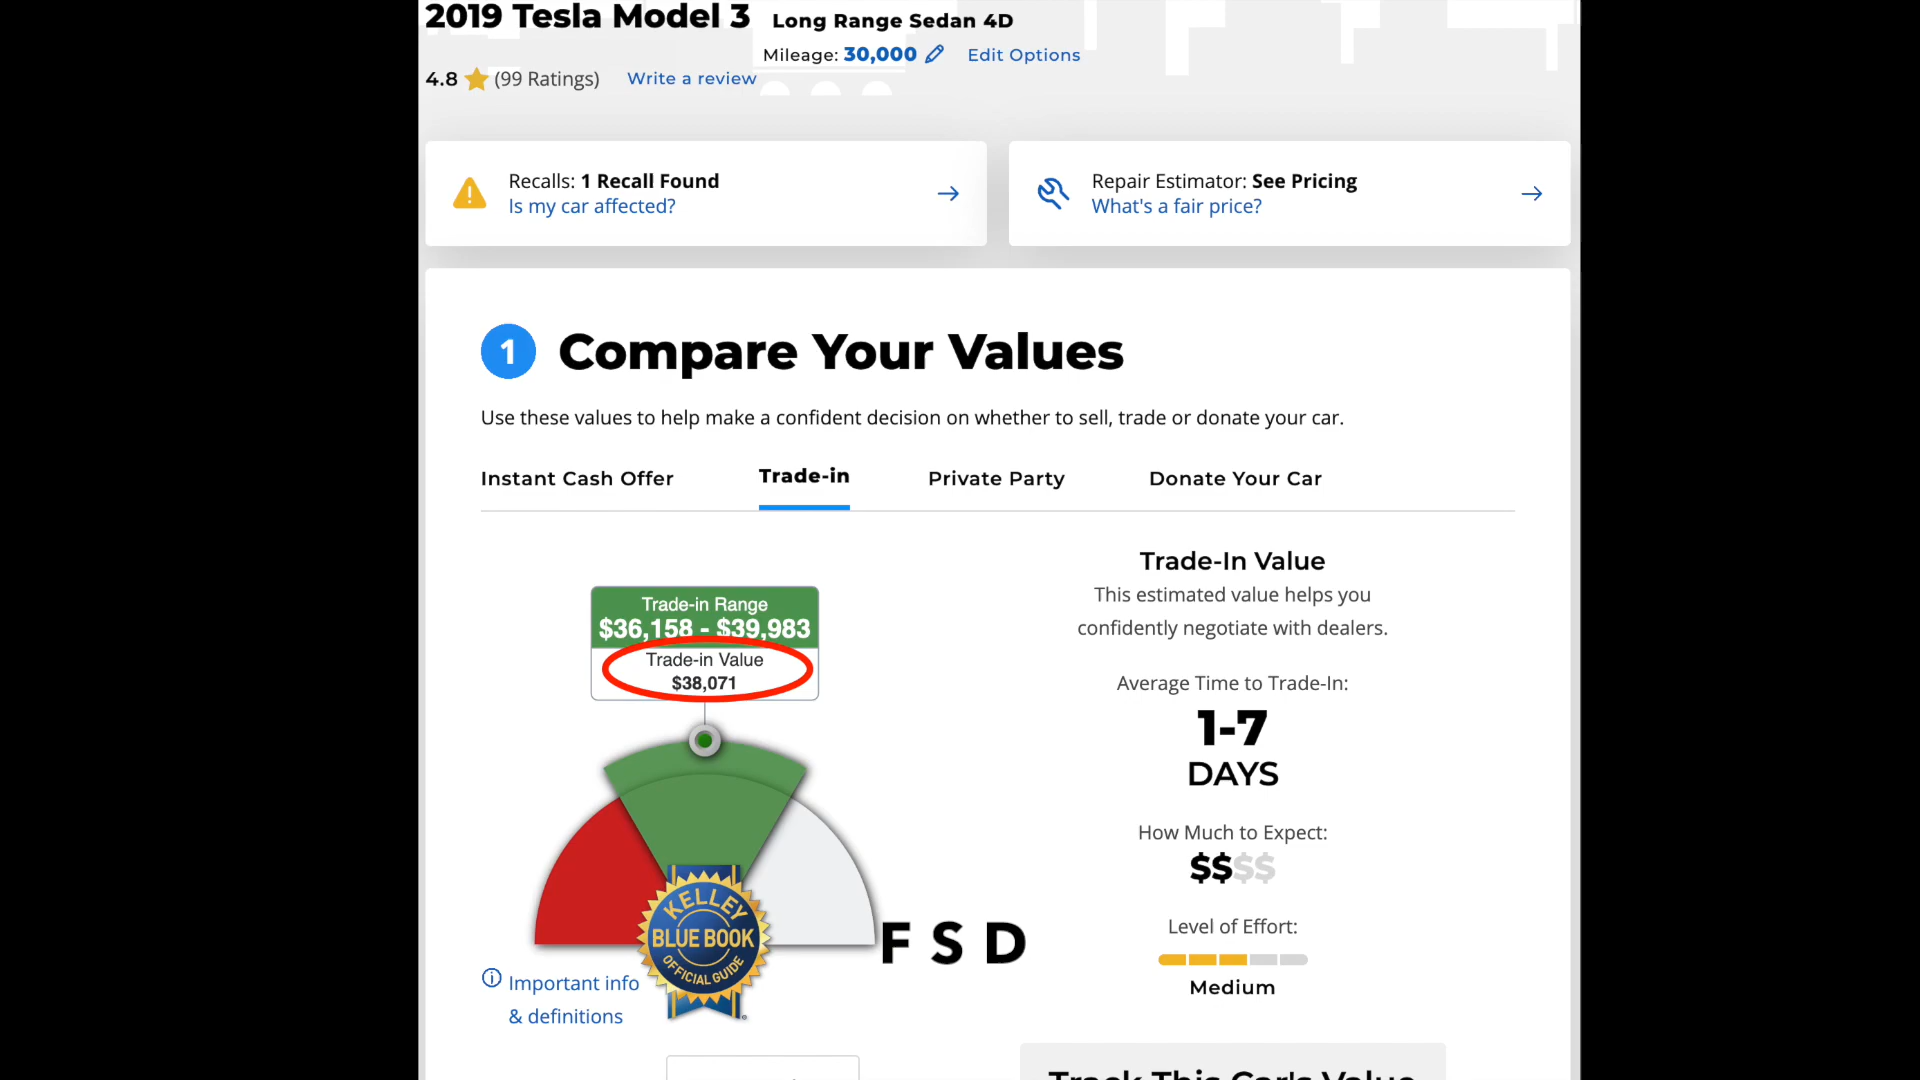 2019 Tesla Model 3 Long Range Sedan 4D
Mileage: 30,000 Edit Options
4.8 (99 Ratings) Write a review
Recalls: 1 Recall Found
Is my car affected?
Repair Estimator: See Pricing
What's a fair price?
1 Compare Your Values
Use these values to help make a confident decision on whether to sell, trade or donate your car.
Instant Cash Offer Trade-in Private Party Donate Your Car
Trade-in Range
$36,158 - $39,983
Trade-in Value
$38,071
KELLEY
BLUE BOOK
OFFICIAL GUIDE
Important info
& definitions
F S D
Trade-In Value
This estimated value helps you
confidently negotiate with dealers.
Average Time to Trade-In:
1-7
DAYS
How Much to Expect:
$$$$
Level of Effort:
Medium
Track This Car's Value